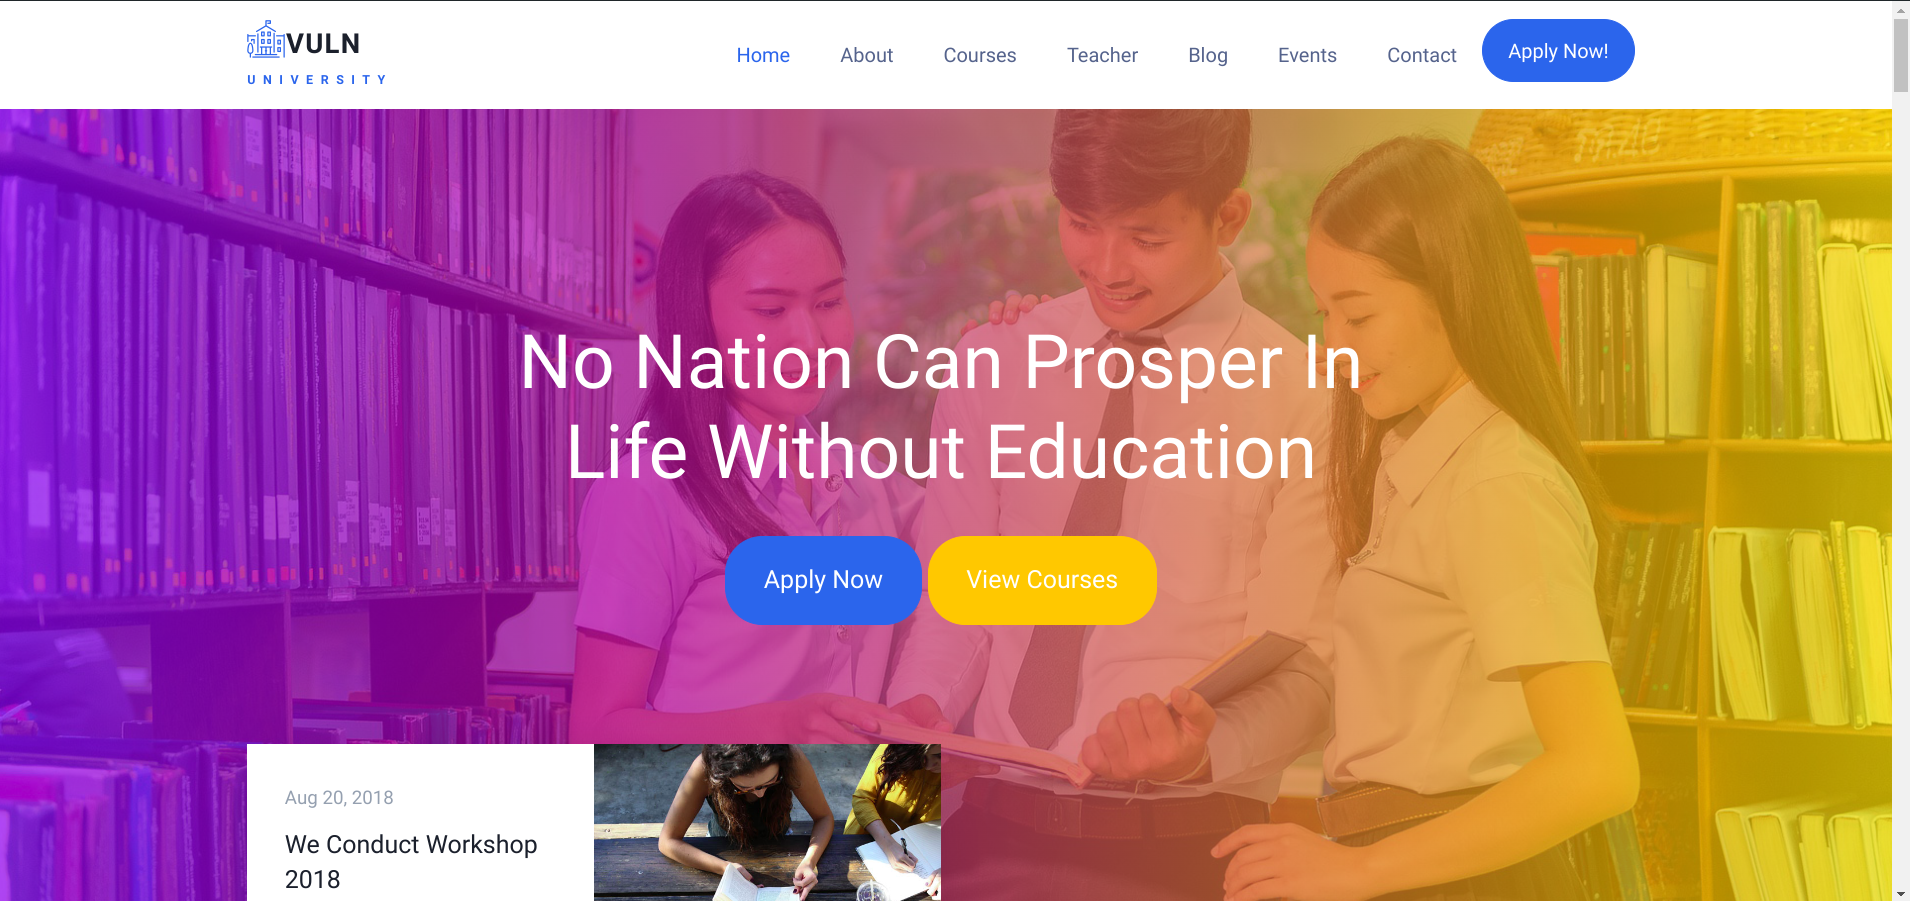 VULN
UNIVERSITY
Home About Courses Teacher Blog Events Contact Apply Now!
No Nation Can Prosper In
Life Without Education
Apply Now View Courses
Aug 20, 2018
We Conduct Workshop
2018